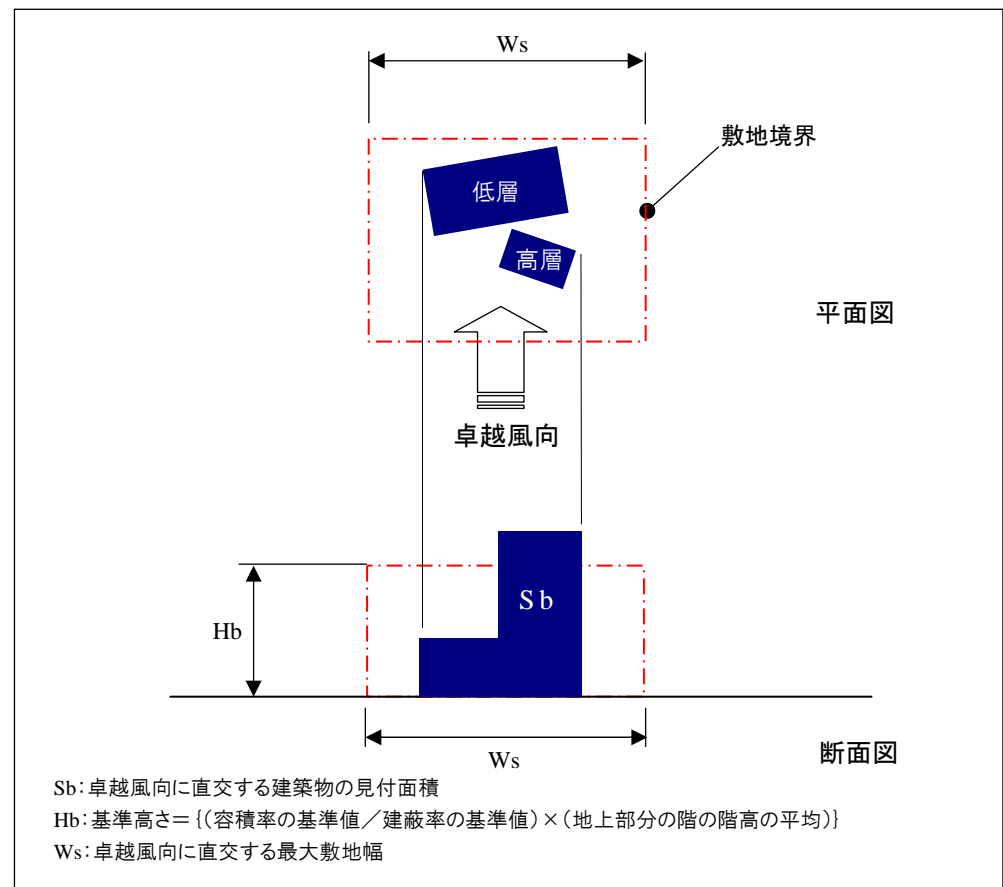 Ws
敷地境界
低層
高層
平面図
卓越風向
Sb
Hb
Ws
断面図
Sb:卓越風向に直交する建築物の見付面積
Hb:基準高さ={(容積率の基準値/建蔽率の基準値)×(地上部分の階の階高の平均)}
Ws:卓越風向に直交する最大敷地幅